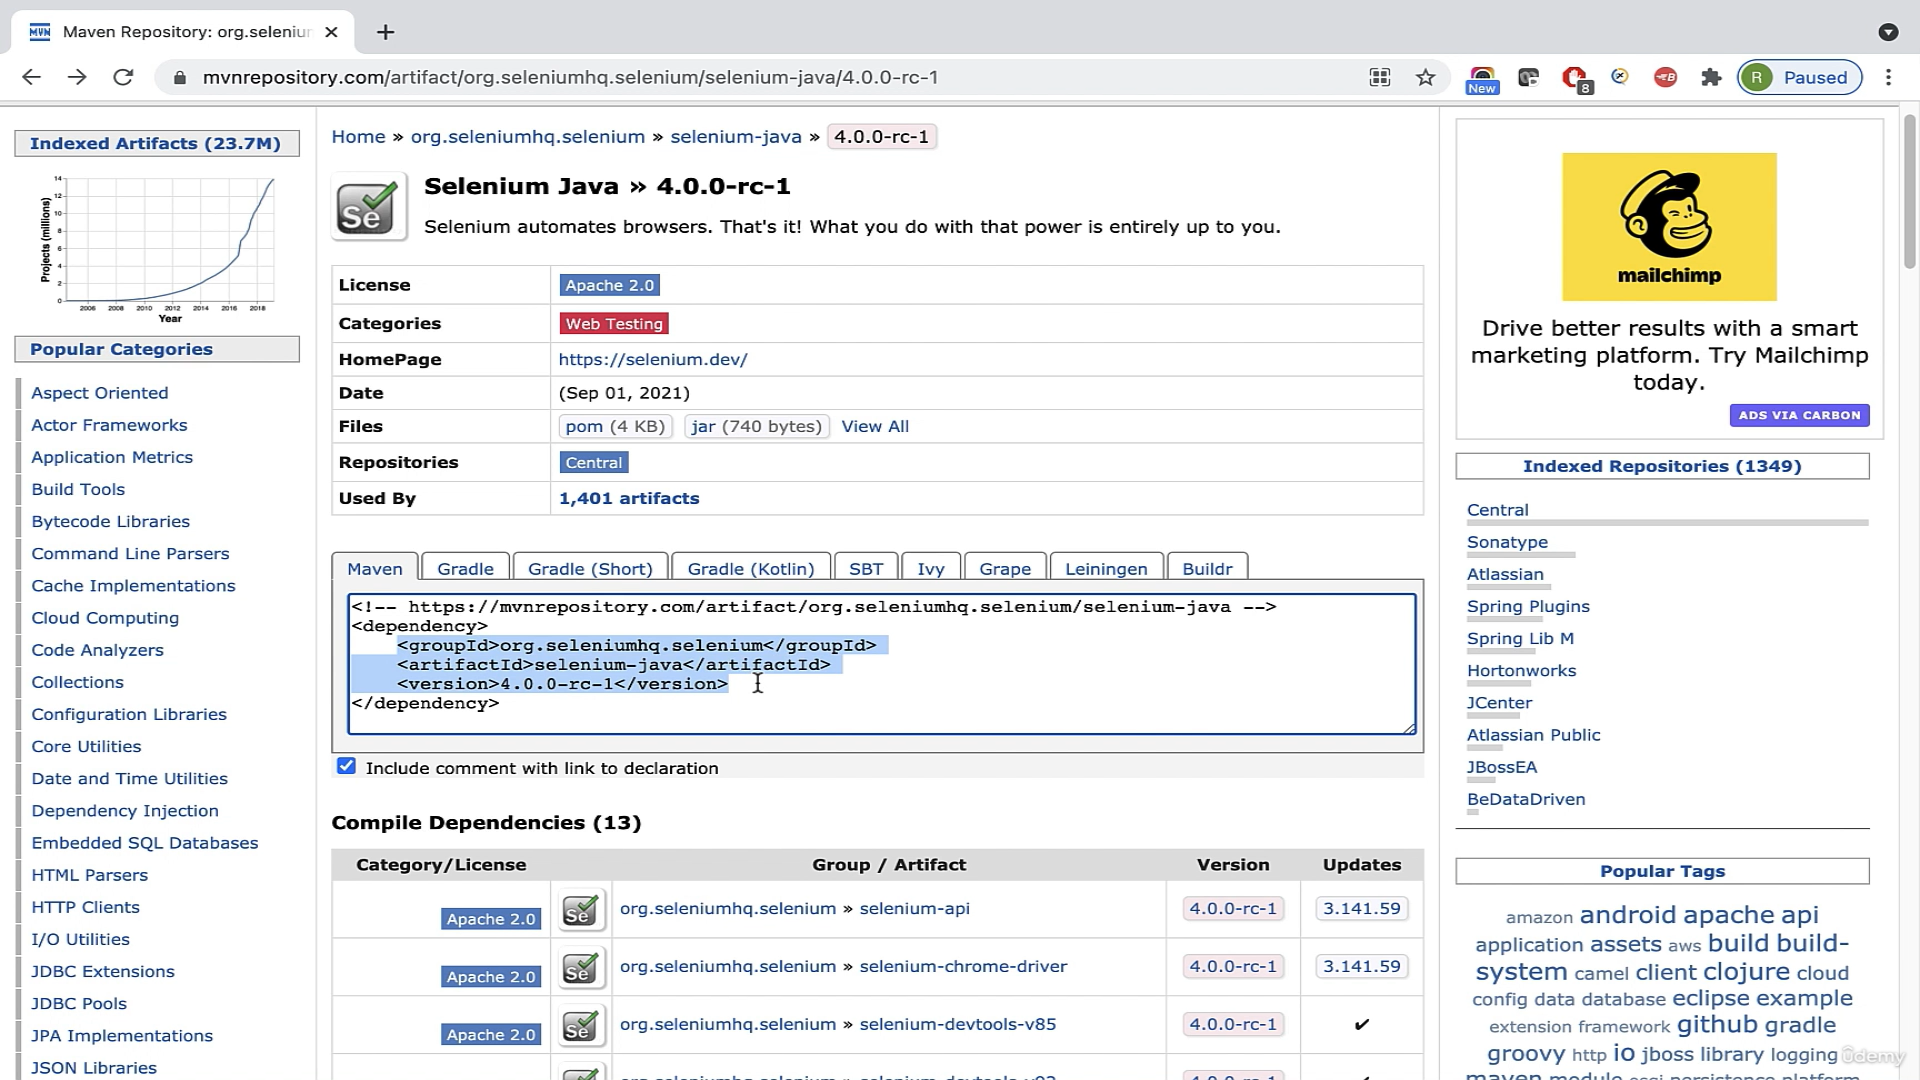 MVN Maven Repository: org.seleniur
mvnrepository.com/artifact/org.seleniumhq.selenium/selenium-java/4.0.0-rc-1
New
8
R Paused
Indexed Artifacts (23.7M)
Projects (millions)
14
12
10
8
6
4
2
0
2006 2008 2010 2012 2014 2016 2018
Year
Popular Categories
Aspect Oriented
Actor Frameworks
Application Metrics
Build Tools
Bytecode Libraries
Command Line Parsers
Cache Implementations
Cloud Computing
Code Analyzers
Collections
Configuration Libraries
Core Utilities
Date and Time Utilities
Dependency Injection
Embedded SQL Databases
HTML Parsers
HTTP Clients
I/O Utilities
JDBC Extensions
JDBC Pools
JPA Implementations
JSON Libraries
Home » org.seleniumhq.selenium » selenium-java » 4.0.0-rc-1
Se
Selenium Java » 4.0.0-rc-1
Selenium automates browsers. That's it! What you do with that power is entirely up to you.
License Apache 2.0
Categories Web Testing
HomePage https://selenium.dev/
Date (Sep 01, 2021)
Files pom (4 KB) jar (740 bytes) View All
Repositories Central
Used By 1,401 artifacts
Maven Gradle Gradle (Short) Gradle (Kotlin) SBT Ivy Grape Leiningen Buildr
<!-- https://mvnrepository.com/artifact/org.seleniumhq.selenium/selenium-java -->
<dependency>
<groupId>org.seleniumhq.selenium</groupId>
<artifactId>selenium-java</artifactId>
<version>4.0.0-rc-1</version>
</dependency>
Include comment with link to declaration
Compile Dependencies (13)
Category/License Group / Artifact Version Updates
Apache 2.0 Se org.seleniumhq.selenium » selenium-api 4.0.0-rc-1 3.141.59
Apache 2.0 Se org.seleniumhq.selenium » selenium-chrome-driver 4.0.0-rc-1 3.141.59
Apache 2.0 Se org.seleniumhq.selenium » selenium-devtools-v85 4.0.0-rc-1 ✔
mailchimp
Drive better results with a smart
marketing platform. Try Mailchimp
today.
ADS VIA CARBON
Indexed Repositories (1349)
Central
Sonatype
Atlassian
Spring Plugins
Spring Lib M
Hortonworks
JCenter
Atlassian Public
JBossEA
BeDataDriven
Popular Tags
amazon android apache api
application assets aws build build-
system camel client clojure cloud
config data database eclipse example
extension framework github gradle
groovy http io jboss library logging
udemy